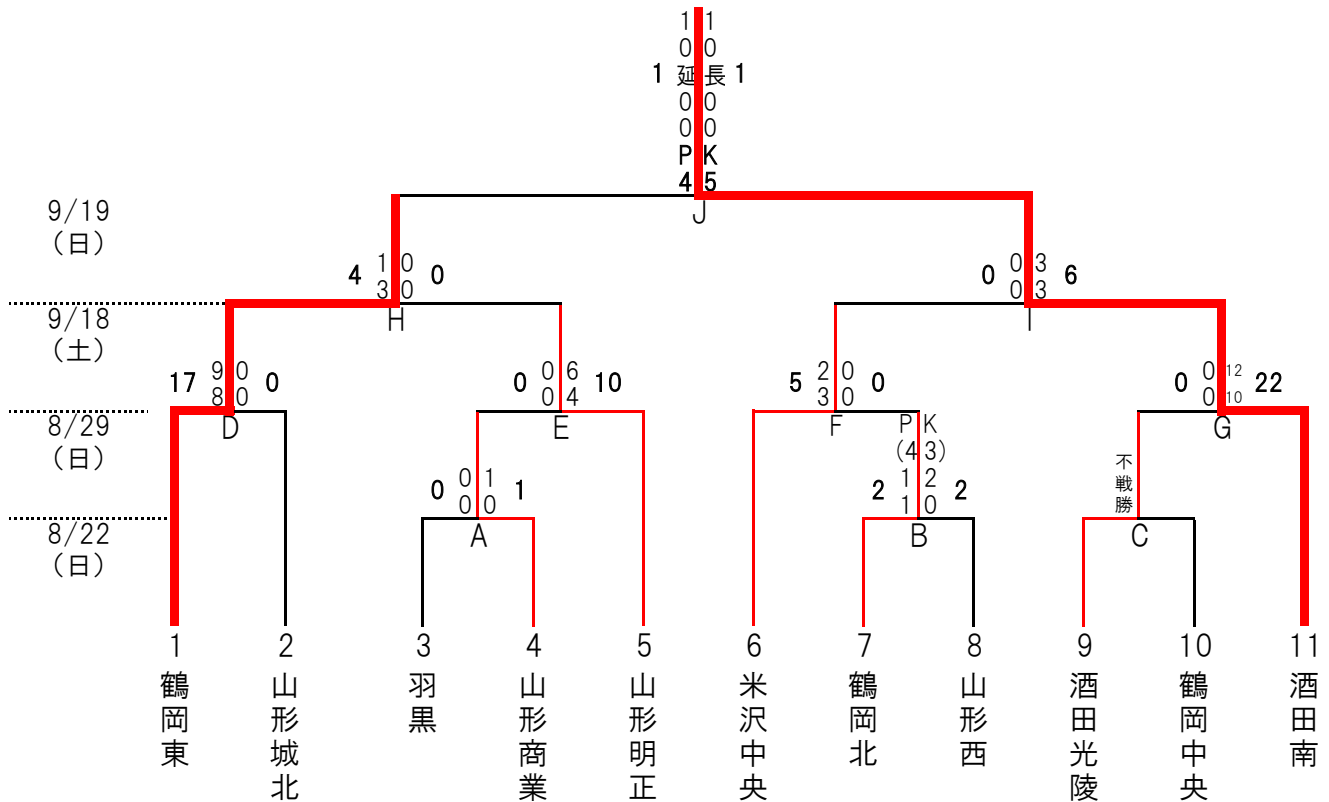 1 1
0 0
1 延 長 1
0 0
0 0
P K
4 5
J
9/19
(日)
4 1 0 0
3 0
H
0 0 3 6
0 3
I
9/18
(土)
17 9 0 0
8 0
D
0 0 6 10
0 4
E
5 2 0 0
3 0
F
0 0 12 22
0 10
G
8/29
(日)
P K
(4 3)
0 0 1 1
0 0
A
2 1 2 2
1 0
B
不戦勝
C
8/22
(日)
1 2 3 4 5 6 7 8 9 10 11
鶴岡東
山形城北
羽黒
山形商業
山形明正
米沢中央
鶴岡北
山形西
酒田光陵
鶴岡中央
酒田南